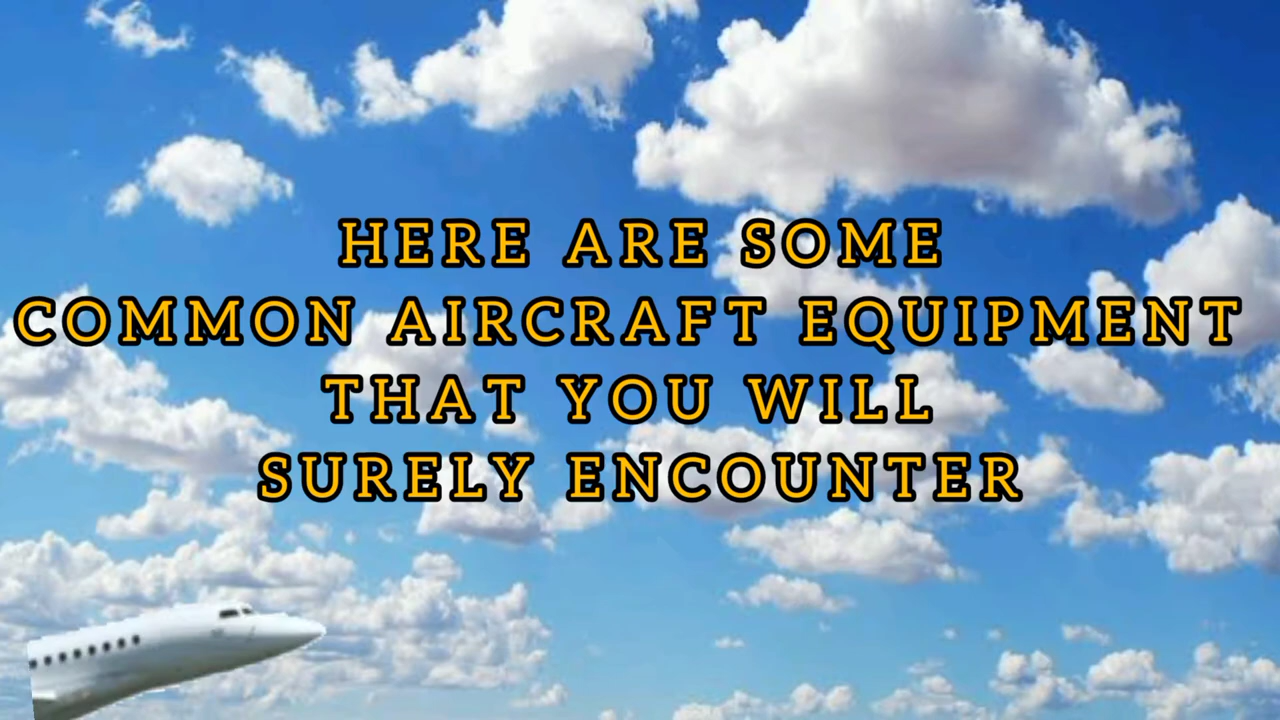 HERE ARE SOME
COMMON AIRCRAFT EQUIPMENT
THAT YOU WILL
SURELY ENCOUNTER